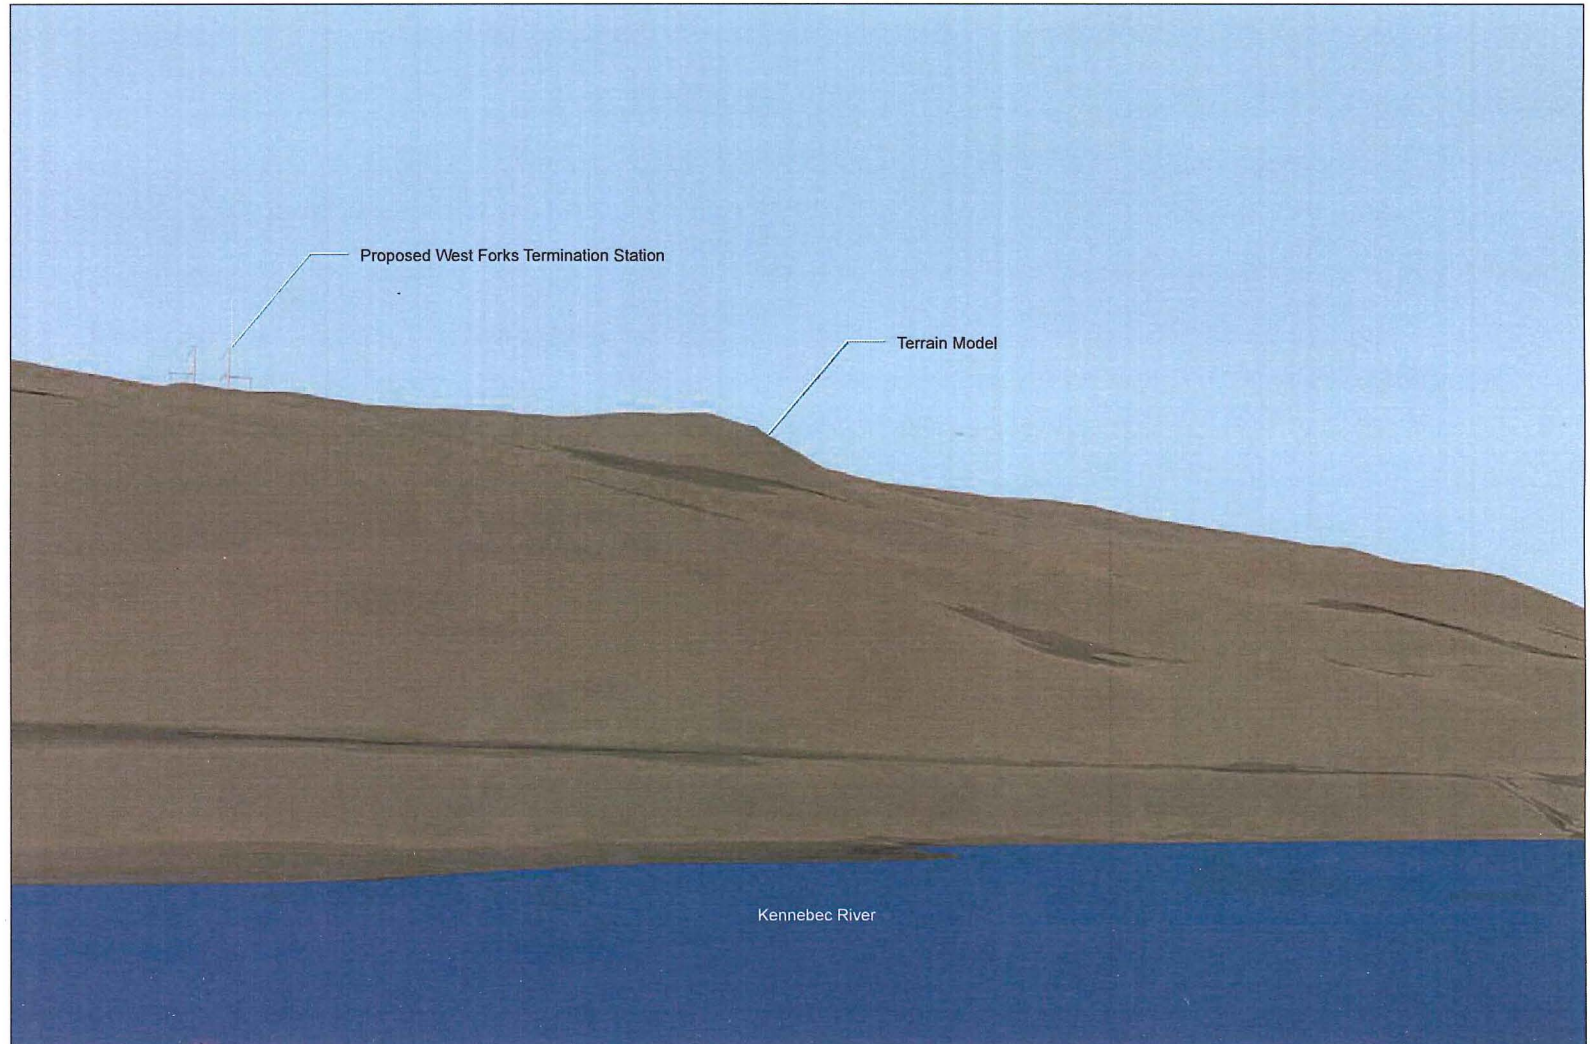 Proposed West Forks Termination Station
Terrain Model
Kennebec River